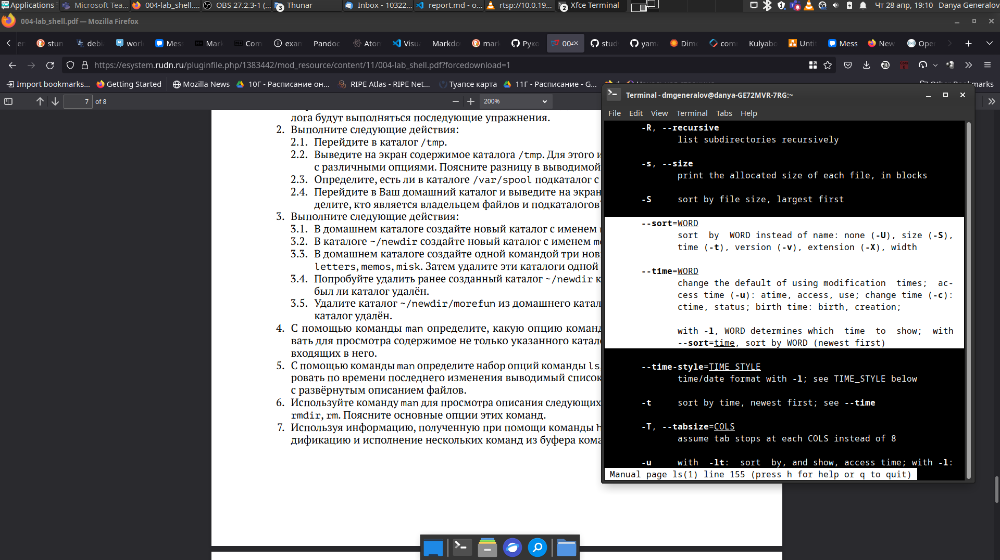 Applications
Microsoft Tea...
004-lab_shell....
OBS 27.2.3-1 (...
3
Thunar
Inbox - 10322...
report.md - o...
rtsp://10.0.19...
2
Xfce Terminal
Чт 28 апр, 19:10
Danya Generalov
004-lab_shell.pdf — Mozilla Firefox
en
stun
debi
worl
Mess
Mark
Com
exam
Pandoc
Atom
Visua
Markdo
mark
Руко
004
stud
yam
Dime
com
Kulyabo
Unti
Mess
New
Oper
https://esystem.rudn.ru/pluginfile.php/1383442/mod_resource/content/11/004-lab_shell.pdf?forcedownload=1
Import bookmarks...
Getting Started
Mozilla News
10Г - Расписание он...
RIPE Atlas - RIPE Net...
Туапсе карта
11Г - Расписание - G...
Начальная страница
Other Bookmarks
7
of 8
200%
лога будут выполняться последующие упражнения.
2. Выполните следующие действия:
2.1. Перейдите в каталог /tmp.
2.2. Выведите на экран содержимое каталога /tmp. Для этого и
с различными опциями. Поясните разницу в выводимой
2.3. Определите, есть ли в каталоге /var/spool подкаталог с
2.4. Перейдите в Ваш домашний каталог и выведите на экран
делите, кто является владельцем файлов и подкаталогов
3. Выполните следующие действия:
3.1. В домашнем каталоге создайте новый каталог с именем
3.2. В каталоге ~/newdir создайте новый каталог с именем mo
3.3. В домашнем каталоге создайте одной командой три нов
letters, memos, misk. Затем удалите эти каталоги одной
3.4. Попробуйте удалить ранее созданный каталог ~/newdir к
был ли каталог удалён.
3.5. Удалите каталог ~/newdir/morefun из домашнего катал
каталог удалён.
4. С помощью команды man определите, какую опцию команд
вать для просмотра содержимое не только указанного катало
входящих в него.
5. С помощью команды man определите набор опций команды ls,
ровать по времени последнего изменения выводимый список
с развёрнутым описанием файлов.
6. Используйте команду man для просмотра описания следующих
rmdir, rm. Поясните основные опции этих команд.
7. Используя информацию, полученную при помощи команды h
дификацию и исполнение нескольких команд из буфера кома
Terminal - dmgeneralov@danya-GE72MVR-7RG:~
File Edit View Terminal Tabs Help
-R, --recursive
list subdirectories recursively
-s, --size
print the allocated size of each file, in blocks
-S sort by file size, largest first
--sort=WORD
sort by WORD instead of name: none (-U), size (-S),
time (-t), version (-v), extension (-X), width
--time=WORD
change the default of using modification times; ac-
cess time (-u): atime, access, use; change time (-c):
ctime, status; birth time: birth, creation;
with -l, WORD determines which time to show; with
--sort=time, sort by WORD (newest first)
--time-style=TIME_STYLE
time/date format with -l; see TIME_STYLE below
-t sort by time, newest first; see --time
-T, --tabsize=COLS
assume tab stops at each COLS instead of 8
-u with -lt: sort by, and show, access time; with -l:
Manual page ls(1) line 155 (press h for help or q to quit)